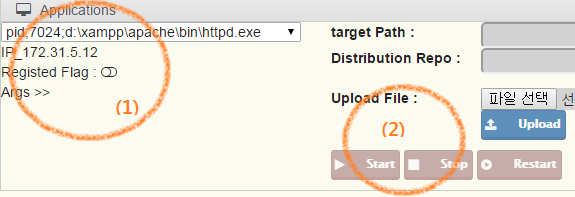 Applications
pid;7024;d:\xampp\apache\bin\httpd.exe
IP_172.31.5.12
Registed Flag :
Args >>
(1)
target Path :
Distribution Repo :
Upload File :
파일 선택
선
Upload
(2)
Start
Stop
Restart